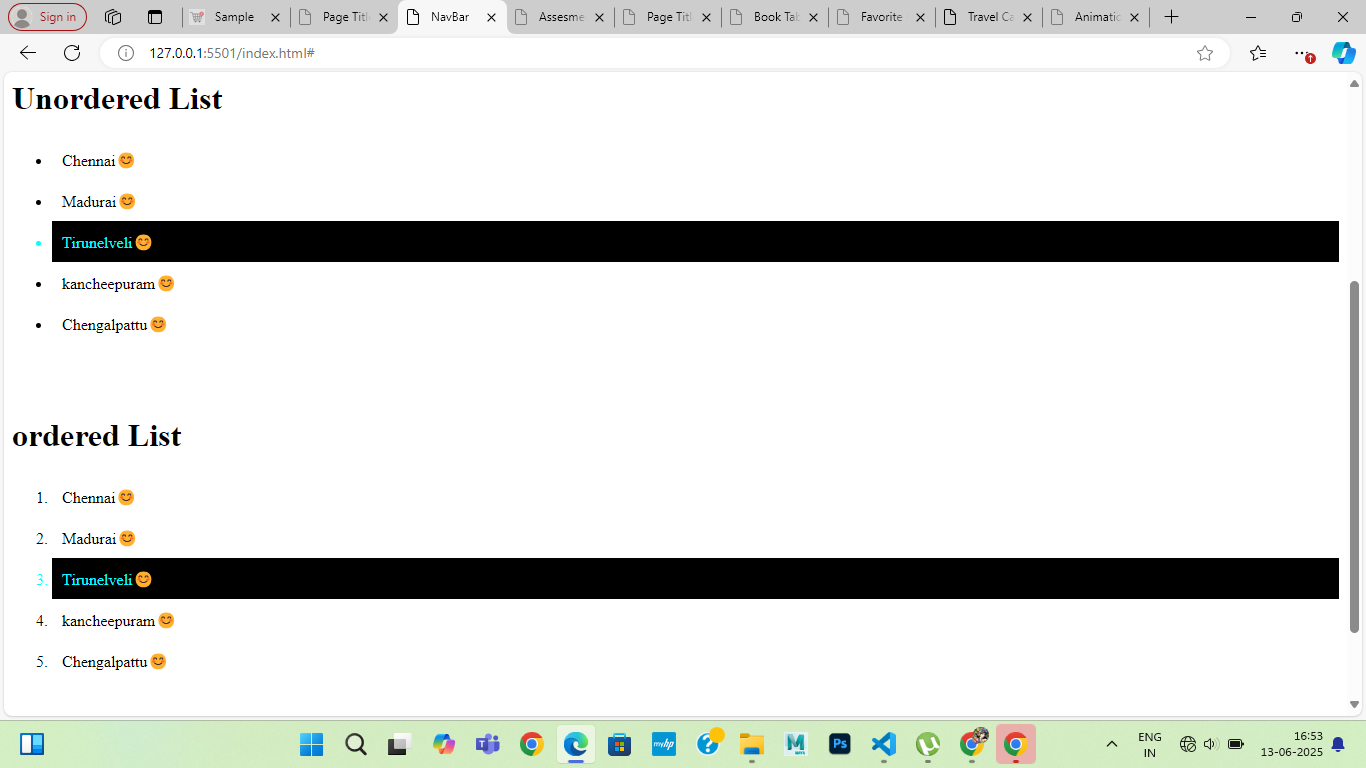 Sign in
Sample
Page Titl
NavBar
Assesme
Page Titl
Book Tab
Favorite
Travel Ca
Animatic
127.0.0.1:5501/index.html#
Unordered List
• Chennai😊
• Madurai😊
• Tirunelveli😊
• kancheepuram😊
• Chengalpattu😊
ordered List
1. Chennai😊
2. Madurai😊
3. Tirunelveli😊
4. kancheepuram😊
5. Chengalpattu😊
myhp
M
Ps
ENG
IN
16:53
13-06-2025